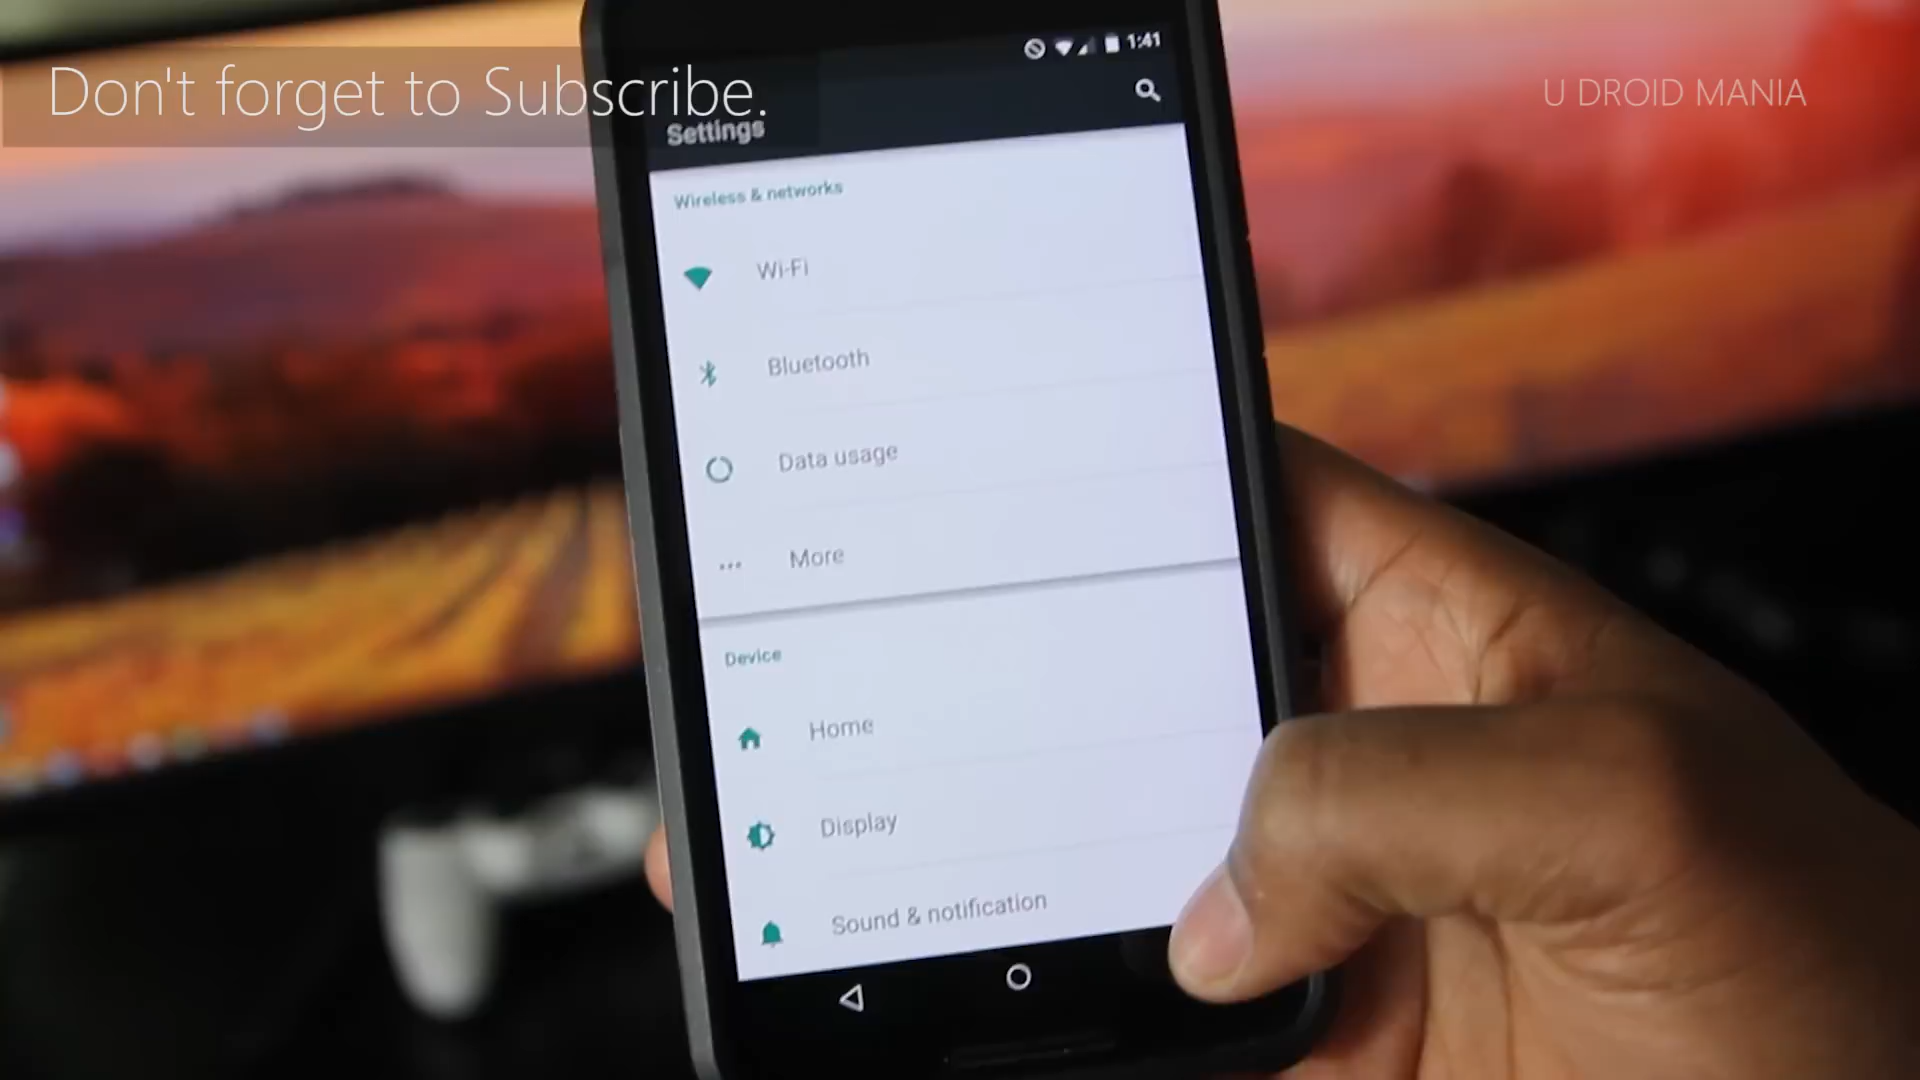 Don't forget to Subscribe.
U DROID MANIA
1:41
Settings
Wireless & networks
Wi-Fi
Bluetooth
Data usage
More
Device
Home
Display
Sound & notification